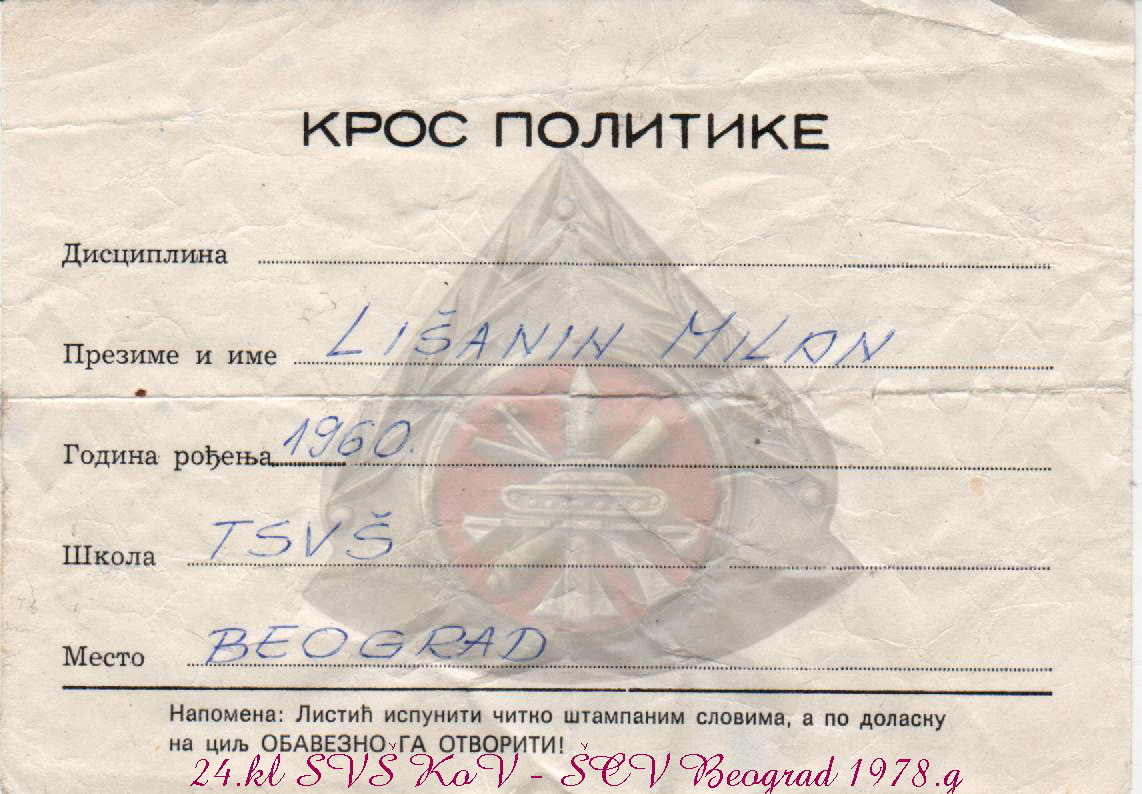 КРОС ПОЛИТИКЕ
Дисциплина
Презиме и име LIŠANIN MILAN
Година рођења 1960.
Школа TSVŠ
Место BEOGRAD
Напомена: Листић испунити читко штампаним словима, а по доласку
на циљ ОБАВЕЗНО ГА ОТВОРИТИ!
24.kl SVŠ KoV - ŠCV Beograd 1978.g